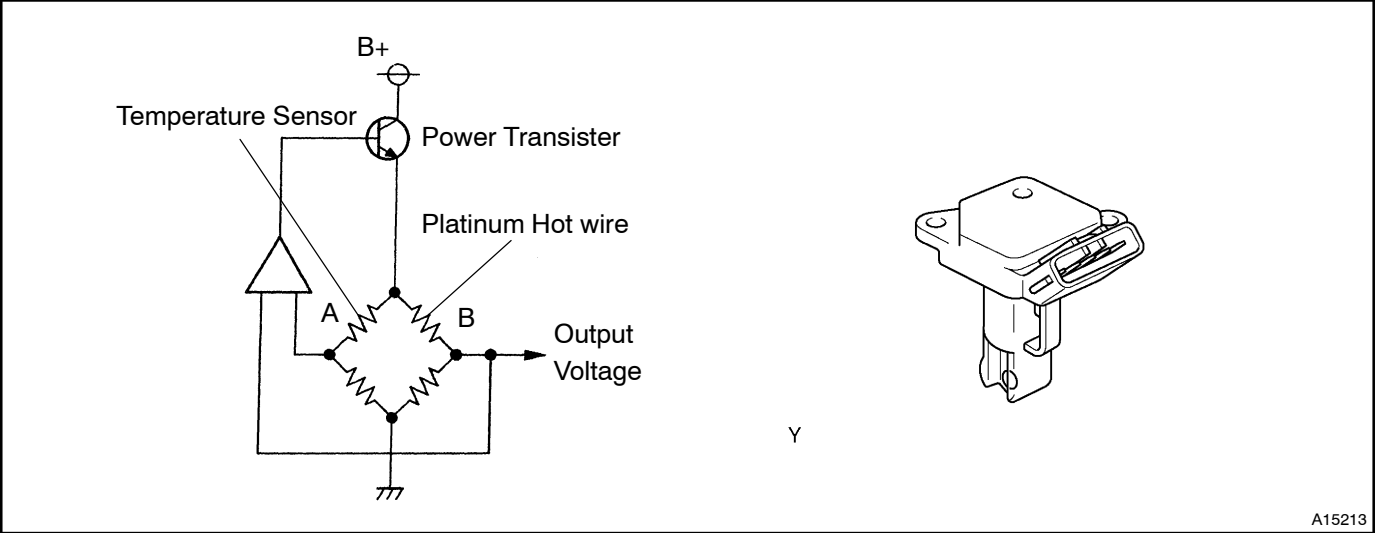 B+
Temperature Sensor
Power Transister
Platinum Hot wire
A
B
Output
Voltage
Y
A15213